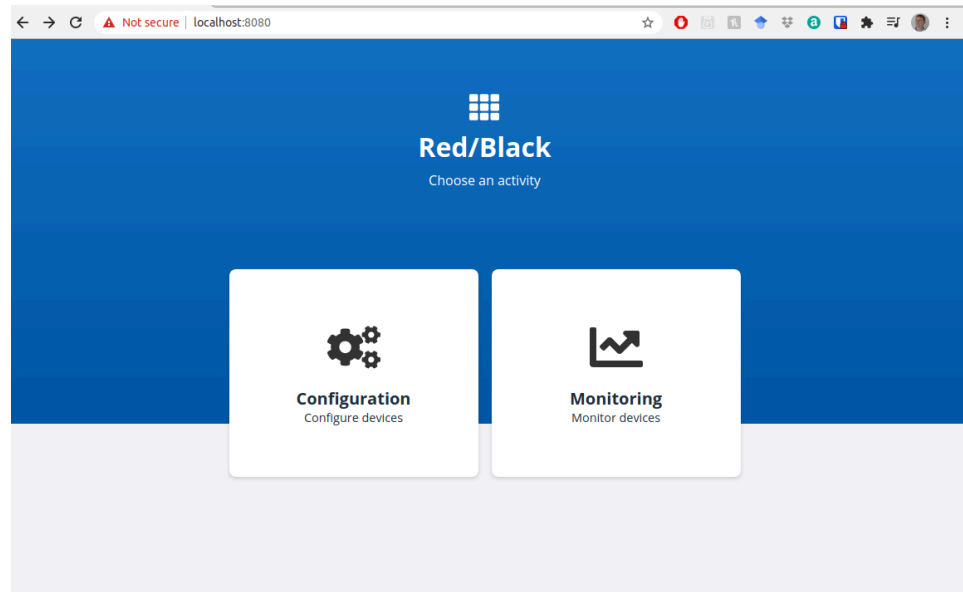 Not secure | localhost:8080
Red/Black
Choose an activity
Configuration
Configure devices
Monitoring
Monitor devices